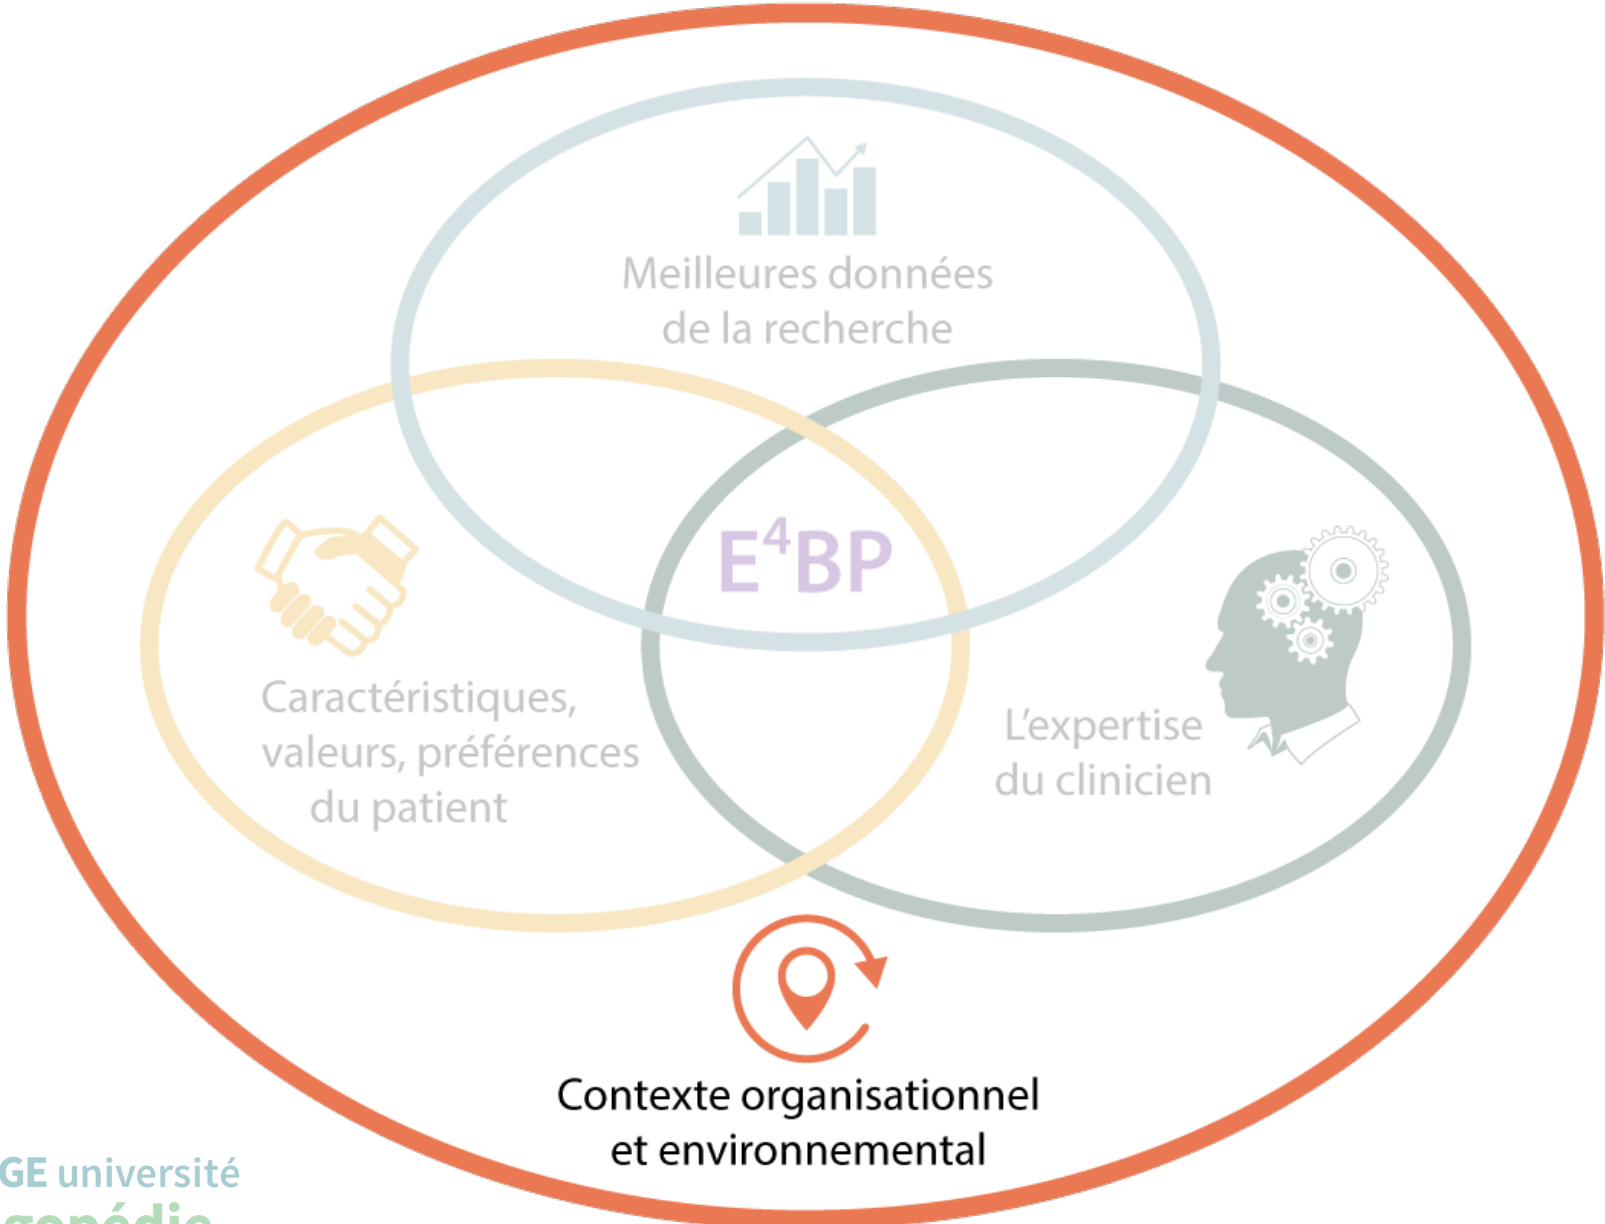 Meilleures données
de la recherche
E⁴BP
Caractéristiques,
valeurs, préférences
du patient
L'expertise
du clinicien
Contexte organisationnel
et environnemental
GE université
gopédie